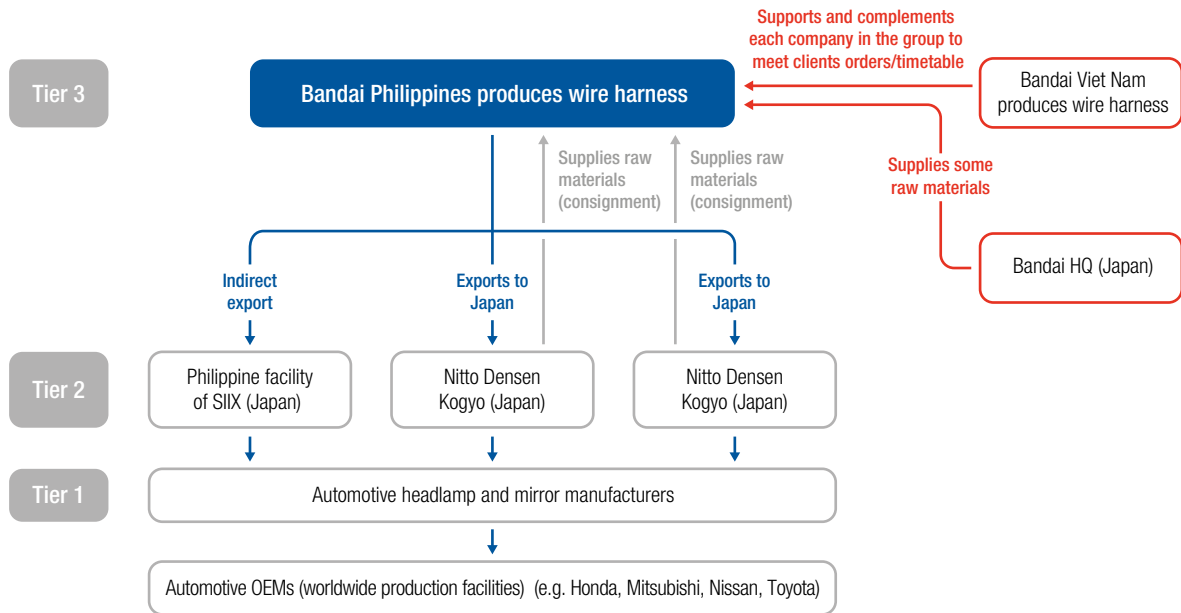 Supports and complements
each company in the group to
meet clients orders/timetable
Tier 3
Bandai Philippines produces wire harness
Bandai Viet Nam
produces wire harness
Supplies raw
materials
(consignment)
Supplies raw
materials
(consignment)
Supplies some
raw materials
Bandai HQ (Japan)
Indirect
export
Exports to
Japan
Exports to
Japan
Tier 2
Philippine facility
of SIIX (Japan)
Nitto Densen
Kogyo (Japan)
Nitto Densen
Kogyo (Japan)
Tier 1
Automotive headlamp and mirror manufacturers
Automotive OEMs (worldwide production facilities) (e.g. Honda, Mitsubishi, Nissan, Toyota)